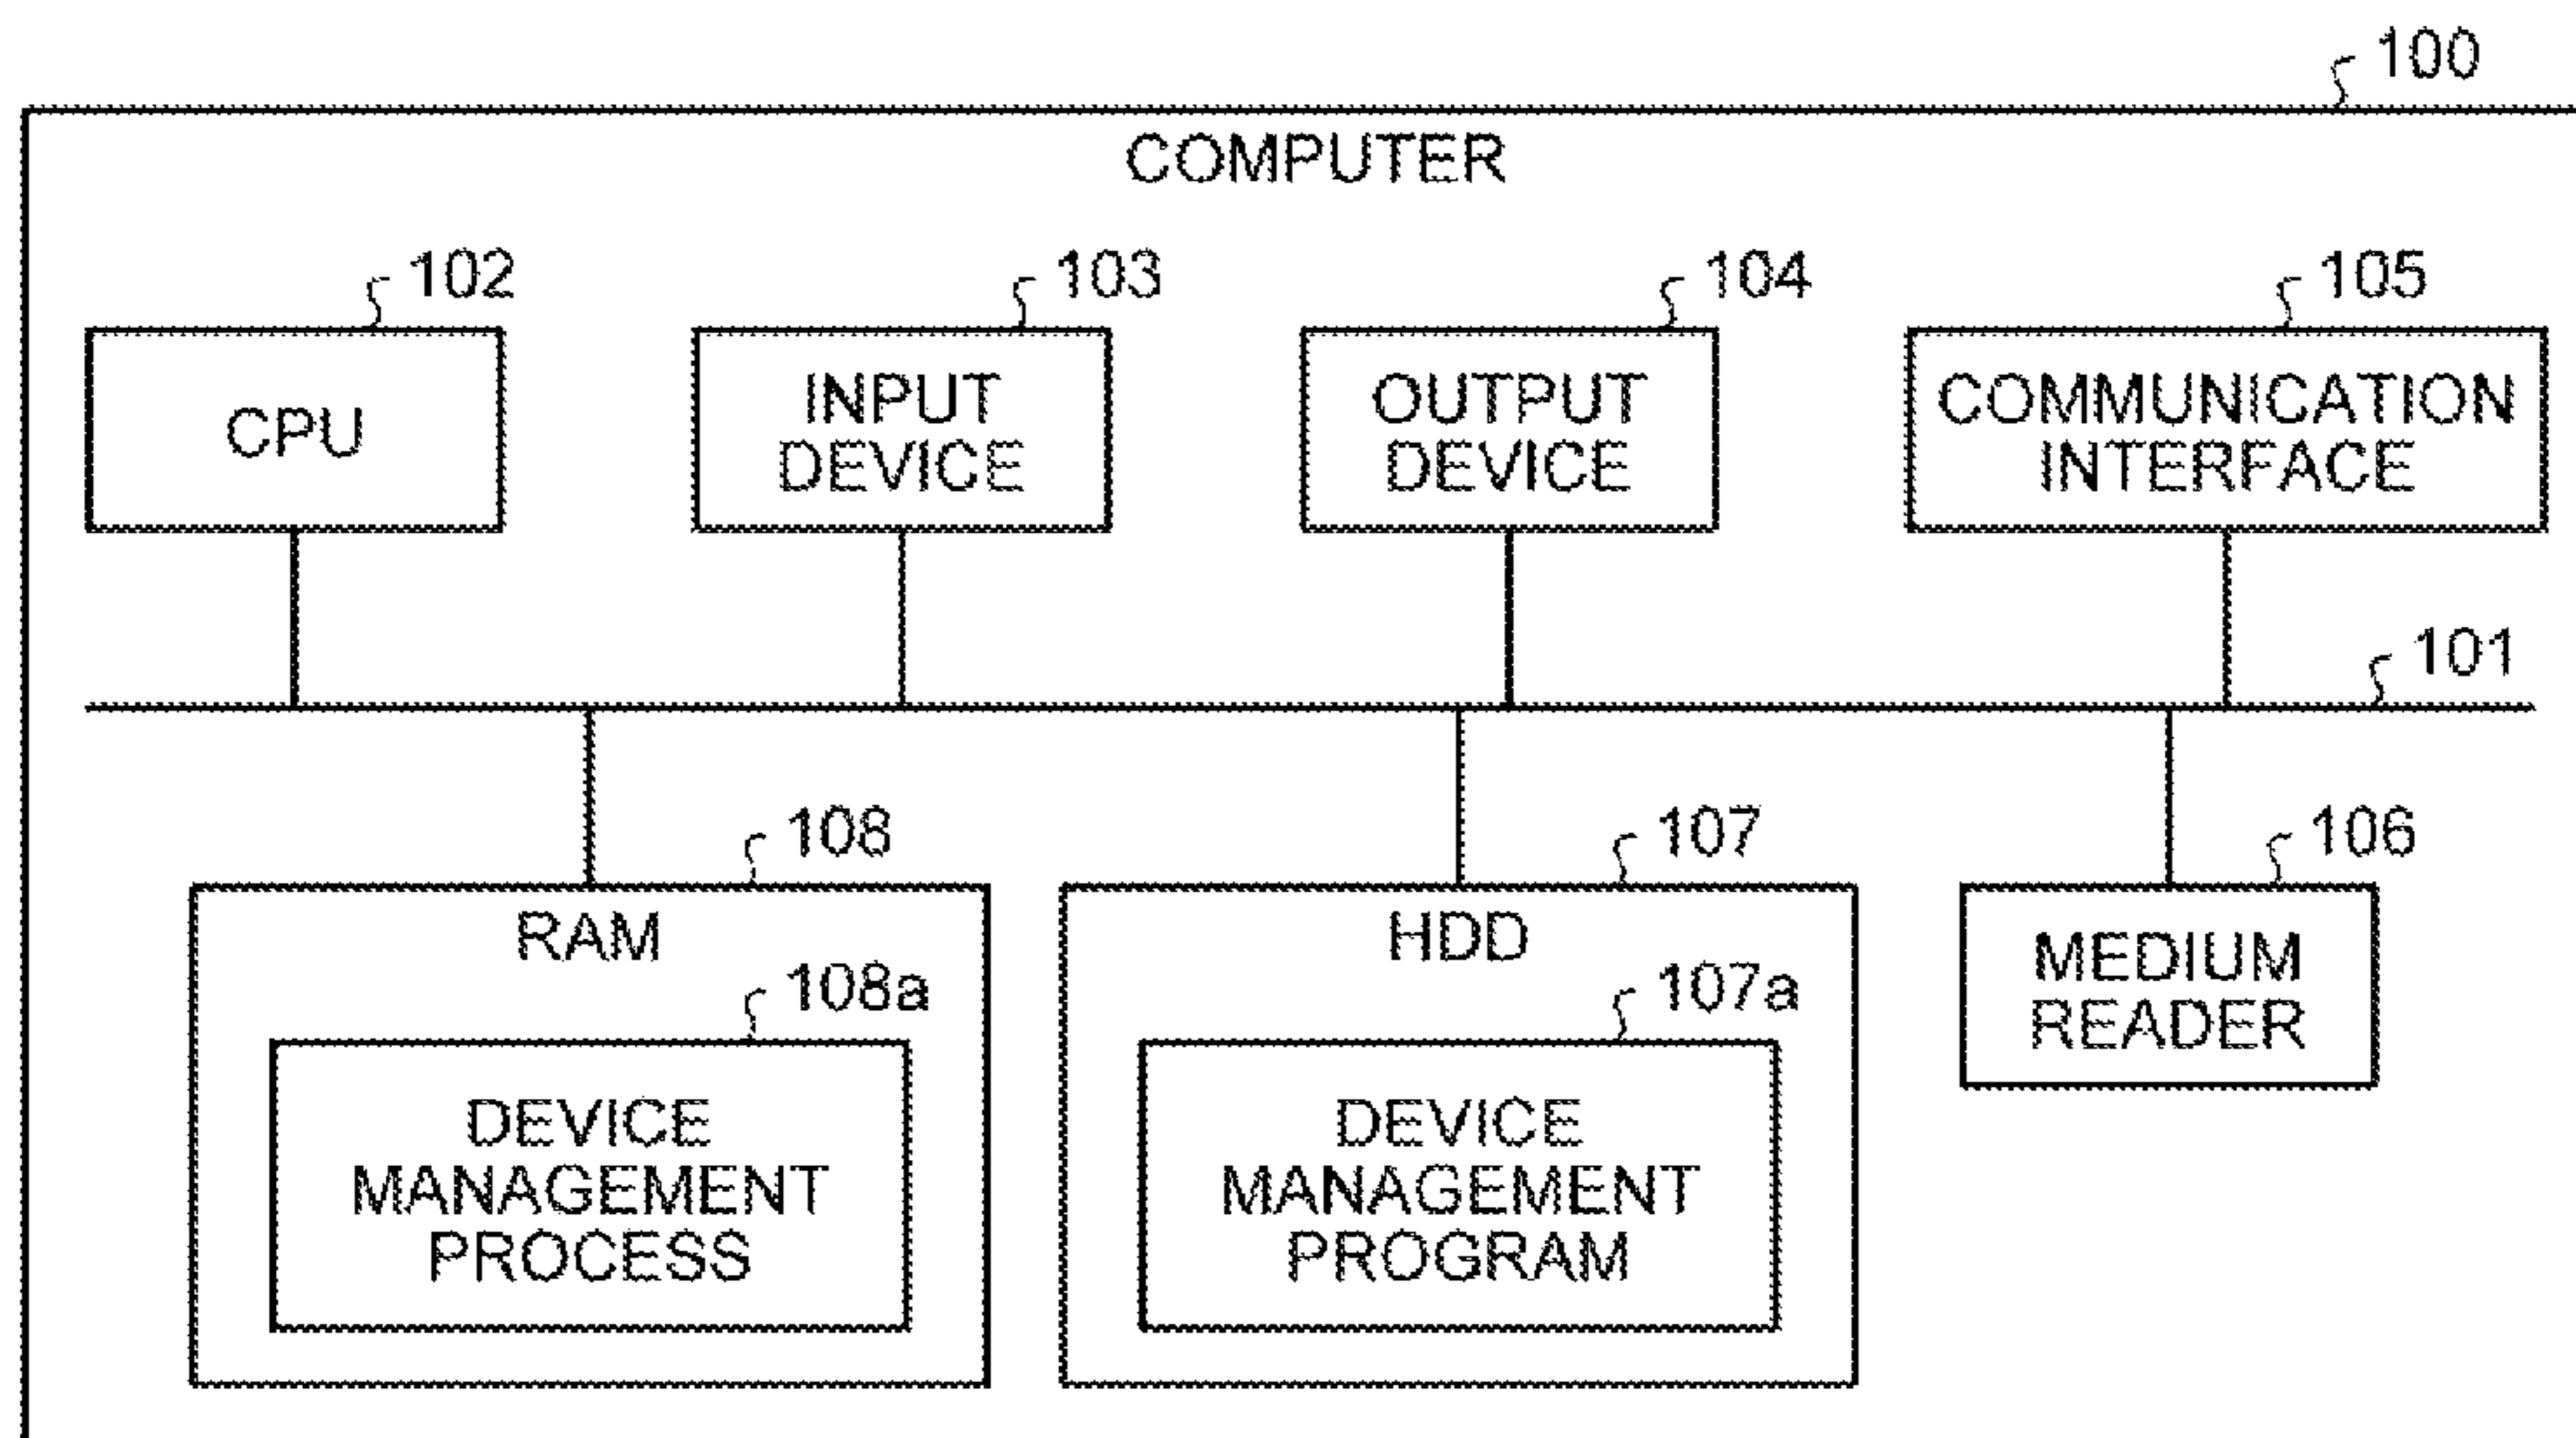 100
COMPUTER
102
103
104
105
CPU
INPUT
DEVICE
OUTPUT
DEVICE
COMMUNICATION
INTERFACE
101
108
107
106
RAM
HDD
MEDIUM
READER
108a
107a
DEVICE
MANAGEMENT
PROCESS
DEVICE
MANAGEMENT
PROGRAM